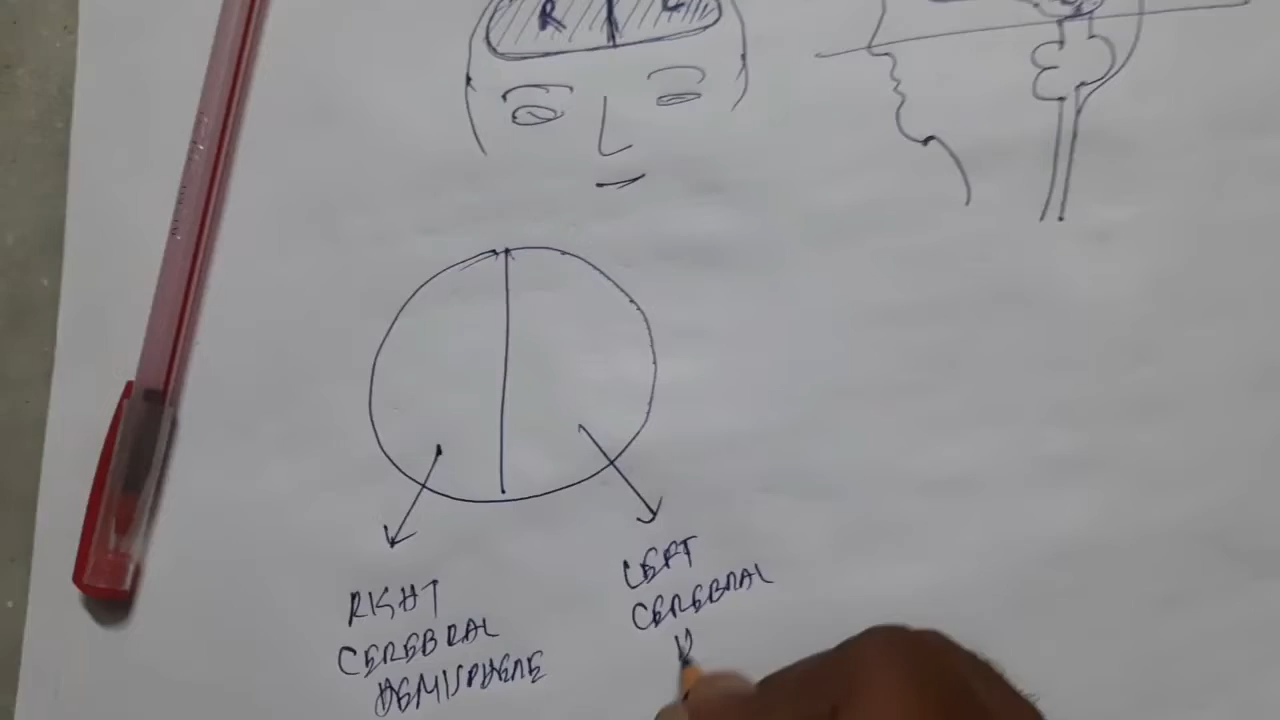 R L
RIGHT
CEREBRAL
HEMISPHERE
LEFT
CEREBRAL
H